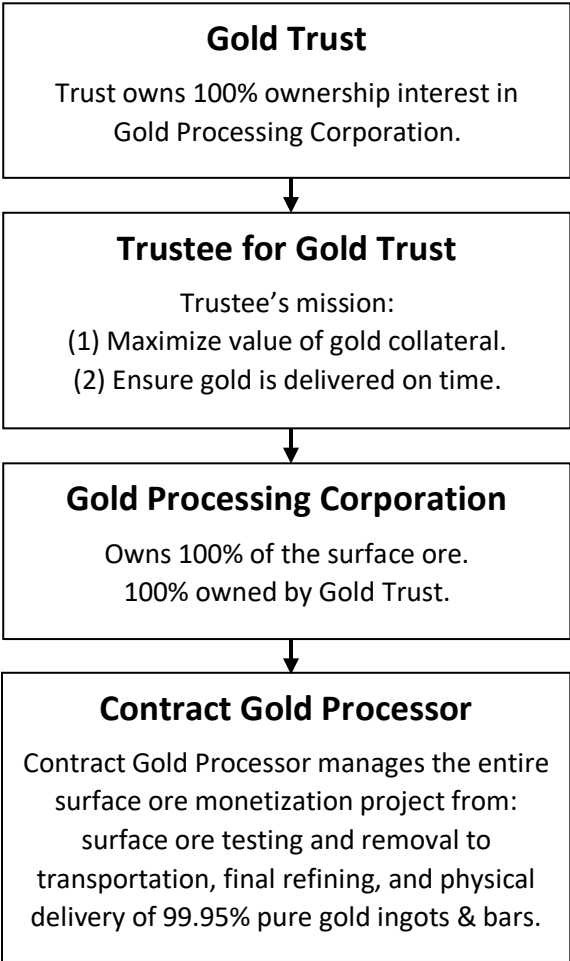 Gold Trust
Trust owns 100% ownership interest in
Gold Processing Corporation.
Trustee for Gold Trust
Trustee’s mission:
(1) Maximize value of gold collateral.
(2) Ensure gold is delivered on time.
Gold Processing Corporation
Owns 100% of the surface ore.
100% owned by Gold Trust.
Contract Gold Processor
Contract Gold Processor manages the entire
surface ore monetization project from:
surface ore testing and removal to
transportation, final refining, and physical
delivery of 99.95% pure gold ingots & bars.